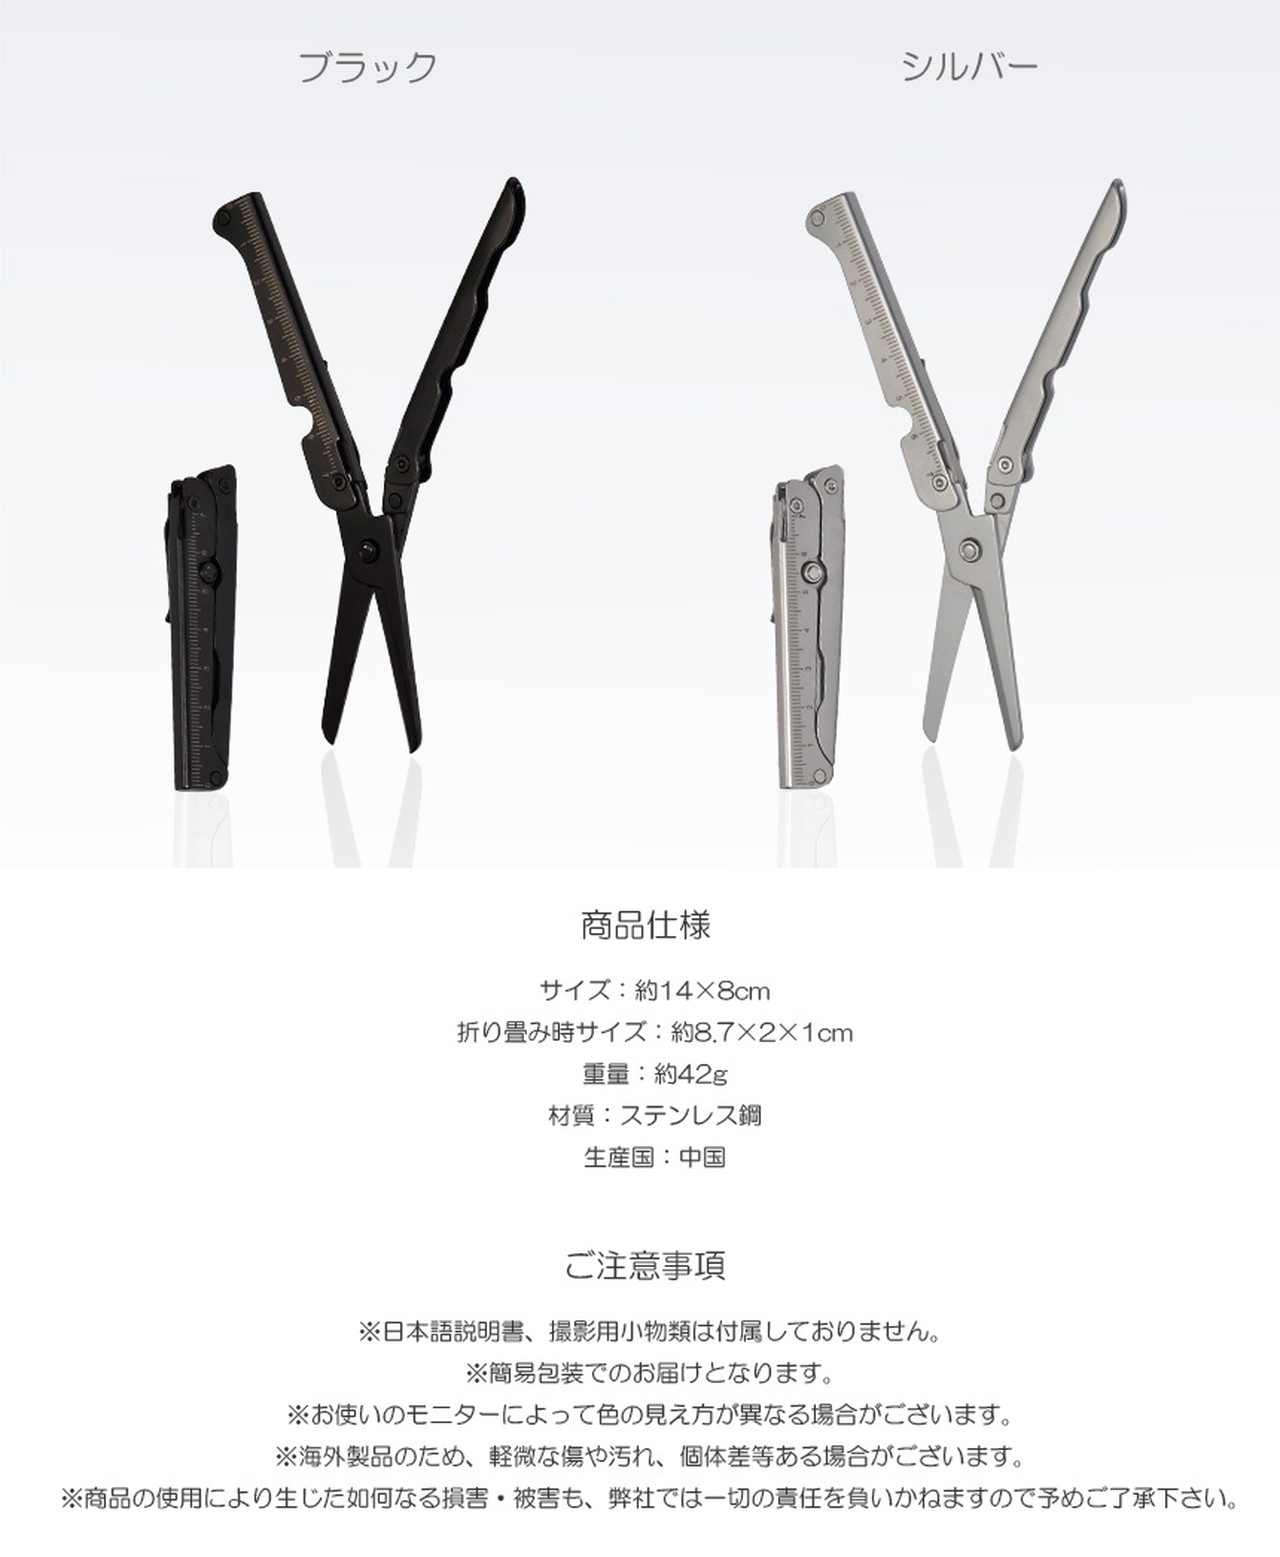 ブラック
シルバー
商品仕様
サイズ：約14×8cm
折り畳み時サイズ：約8.7×2×1cm
重量：約42g
材質：ステンレス鋼
生産国：中国
ご注意事項
※日本語説明書、撮影用小物類は付属しておりません。
※簡易包装でのお届けとなります。
※お使いのモニターによって色の見え方が異なる場合がございます。
※海外製品のため、軽微な傷や汚れ、個体差等ある場合がございます。
※商品の使用により生じた如何なる損害・被害も、弊社では一切の責任を負いかねますので予めご了承下さい。